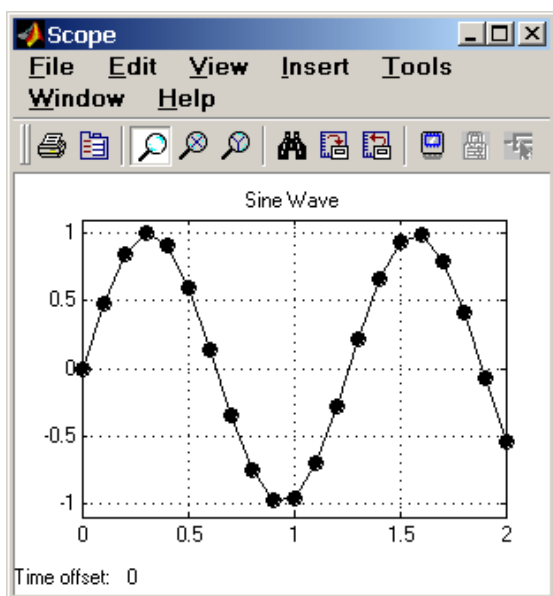 Scope
File Edit View Insert Tools
Window Help
Sine Wave
1
0.5
0
-0.5
-1
0 0.5 1 1.5 2
Time offset: 0